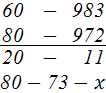 60 – 983
80 – 972
20 – 11
80 – 73 – x